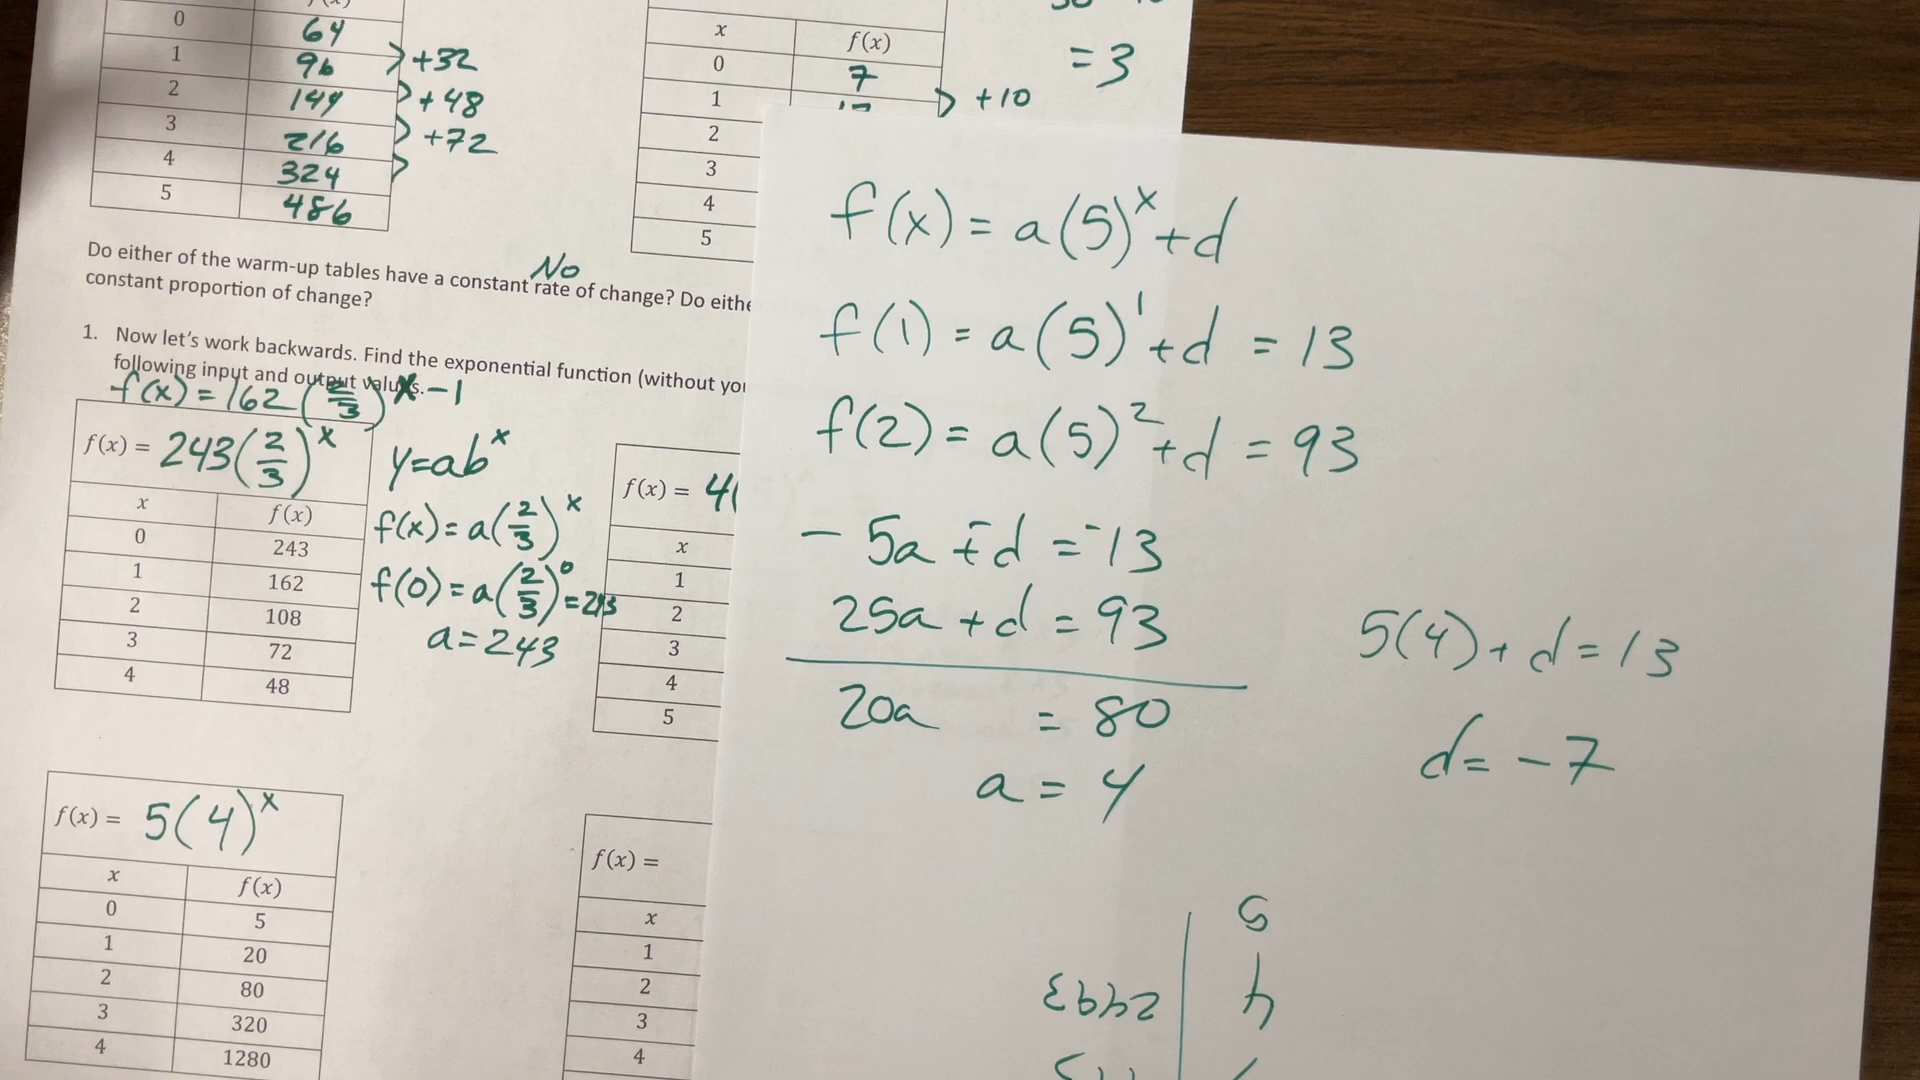 f(x)
0 64
1 96
2 144
3 216
4 324
5 486
+32
+48
+72
x f(x)
0 7
1
2
3
4
5
+10
= 3
Do either of the warm-up tables have a constant rate of change? Do eithe
No
constant proportion of change?
1. Now let's work backwards. Find the exponential function (without you
following input and output values.
f(x) = 162(2/3)^x-1
f(x) = 243(2/3)^x
x f(x)
0 243
1 162
2 108
3 72
4 48
y=ab^x
f(x) = a(2/3)^x
f(0) = a(2/3)^0 = 243
a = 243
f(x) = 4(
x
1
2
3
4
5
f(x) = 5(4)^x
x f(x)
0 5
1 20
2 80
3 320
4 1280
f(x) =
x
1
2
3
4
f(x) = a(5)^x + d
f(1) = a(5)^1 + d = 13
f(2) = a(5)^2 + d = 93
- 5a +- d = -13
25a + d = 93
20a = 80
a = 4
5(4) + d = 13
d = -7
5
4 2493